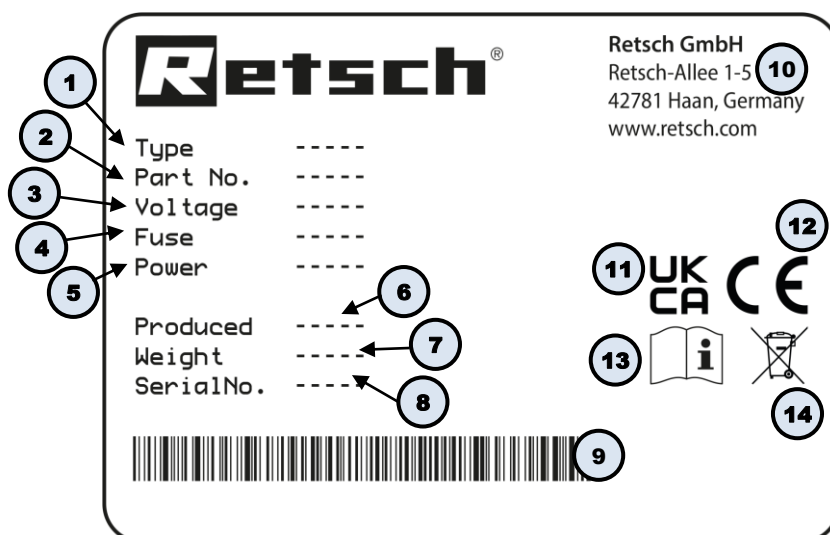 Retsch®
Retsch GmbH
Retsch-Allee 1-5
42781 Haan, Germany
www.retsch.com
1
2
3
4
5
10
Type -----
Part No. -----
Voltage -----
Fuse -----
Power -----
6
7
8
Produced -----
Weight -----
SerialNo. -----
9
11
UK
CA
CE
12
13
i
14